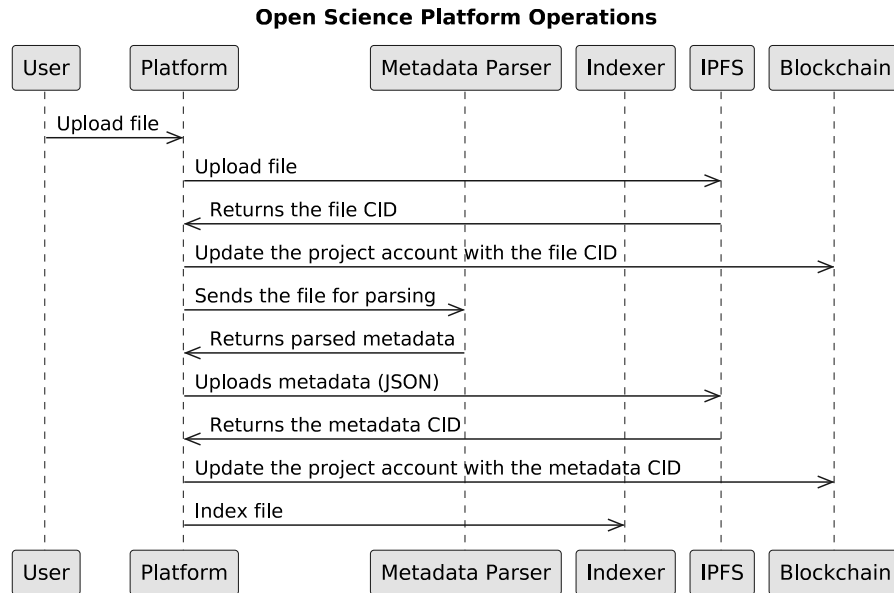 Open Science Platform Operations
User
Platform
Metadata Parser
Indexer
IPFS
Blockchain
Upload file
Upload file
Returns the file CID
Update the project account with the file CID
Sends the file for parsing
Returns parsed metadata
Uploads metadata (JSON)
Returns the metadata CID
Update the project account with the metadata CID
Index file
User
Platform
Metadata Parser
Indexer
IPFS
Blockchain